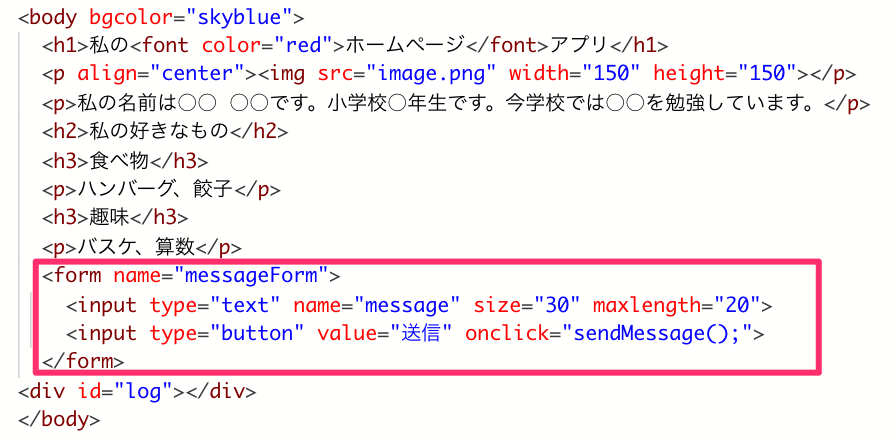 <body bgcolor="skyblue">
<h1>私の<font color="red">ホームページ</font>アプリ</h1>
<p align="center"><img src="image.png" width="150" height="150"></p>
<p>私の名前は○○ ○○です。小学校○年生です。今学校では○○を勉強しています。</p>
<h2>私の好きなもの</h2>
<h3>食べ物</h3>
<p>ハンバーグ、餃子</p>
<h3>趣味</h3>
<p>バスケ、算数</p>
<form name="messageForm">
<input type="text" name="message" size="30" maxlength="20">
<input type="button" value="送信" onclick="sendMessage();">
</form>
<div id="log"></div>
</body>